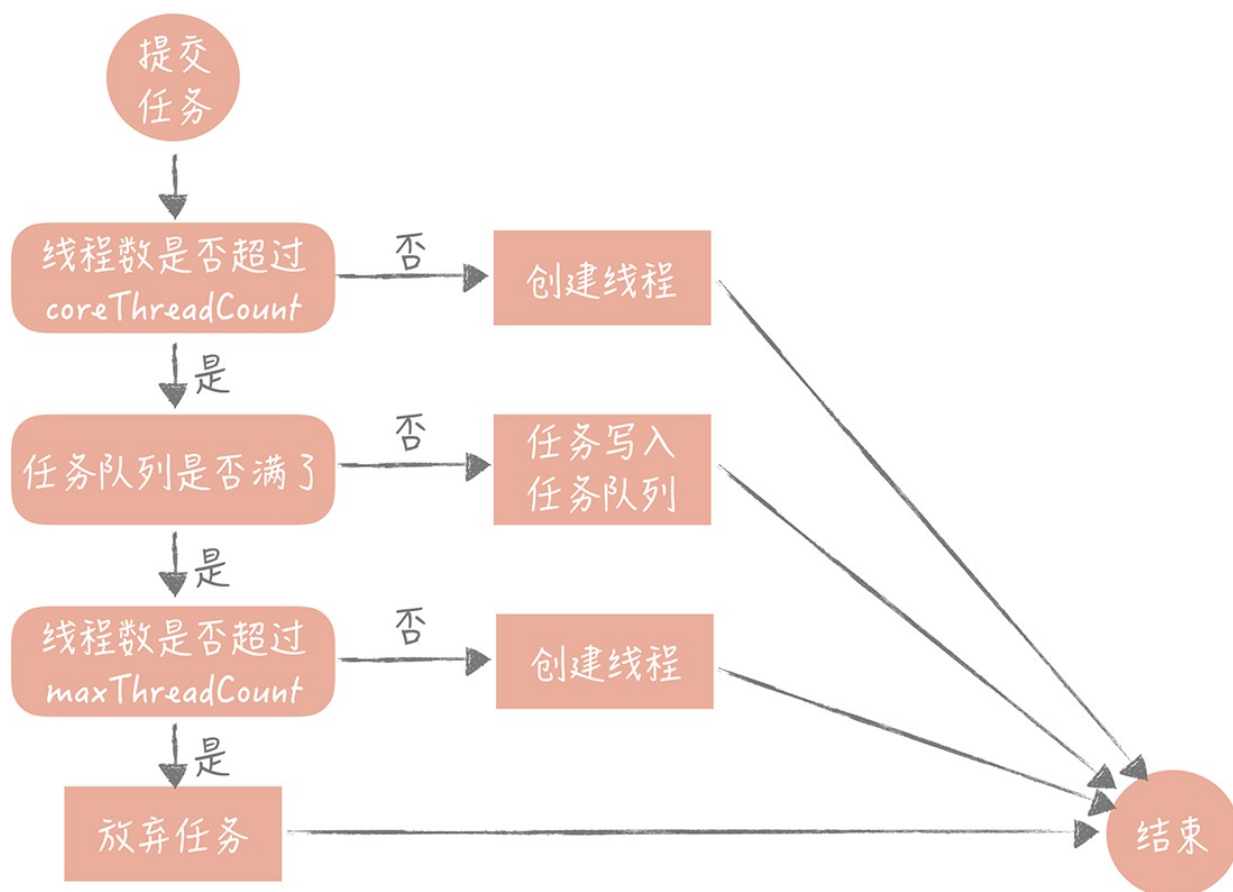 提交
任务
线程数是否超过
coreThreadCount
否
创建线程
是
任务队列是否满了
否
任务写入
任务队列
是
线程数是否超过
maxThreadCount
否
创建线程
是
放弃任务
结束